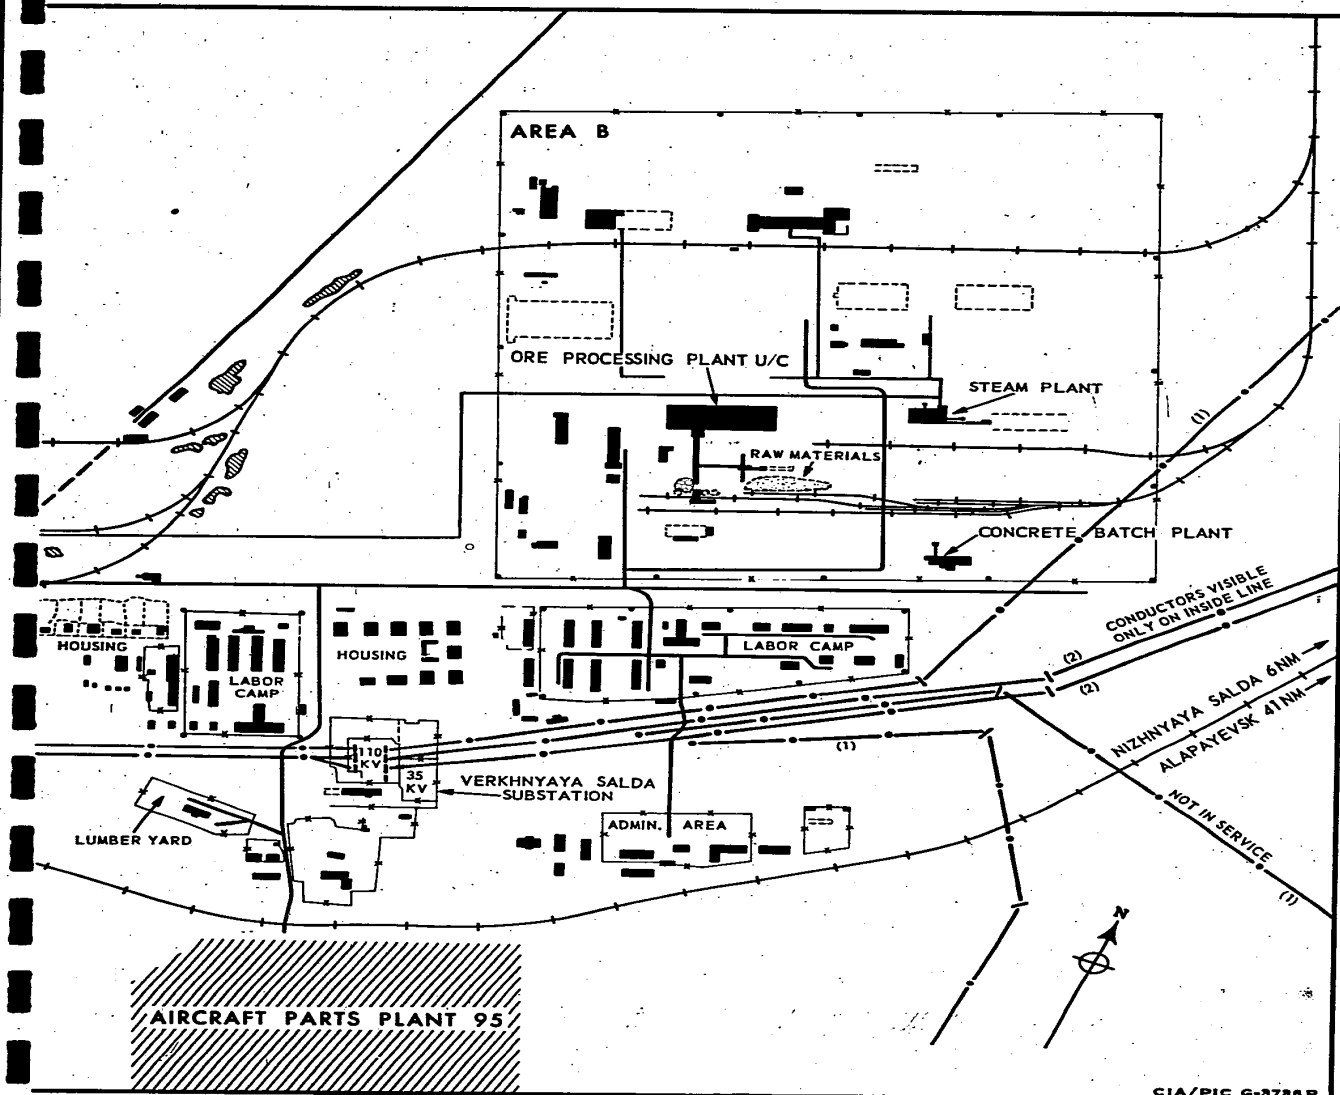 AREA B
ORE PROCESSING PLANT U/C
STEAM PLANT
(1)
RAW MATERIALS
CONCRETE BATCH PLANT
CONDUCTORS VISIBLE
ONLY ON INSIDE LINE
HOUSING
LABOR
CAMP
HOUSING
LABOR CAMP
(2)
(2)
NIZHNYAYA SALDA 6NM
ALAPAYEVSK 41 NM
110
KV
35
KV
(1)
VERKHNYAYA SALDA
SUBSTATION
LUMBER YARD
ADMIN. AREA
NOT IN SERVICE
(1)
N
AIRCRAFT PARTS PLANT 95